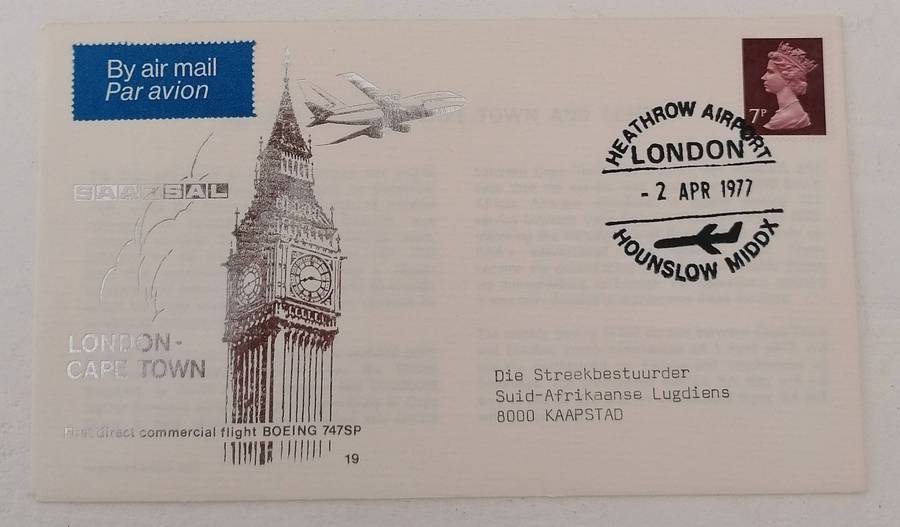 By air mail
Par avion
SAA SAL
LONDON-
CAPE TOWN
First direct commercial flight BOEING 747SP
19
7P
HEATHROW AIRPORT
LONDON
- 2 APR 1977
HOUNSLOW MIDDX
Die Streekbestuurder
Suid-Afrikaanse Lugdiens
8000 KAAPSTAD